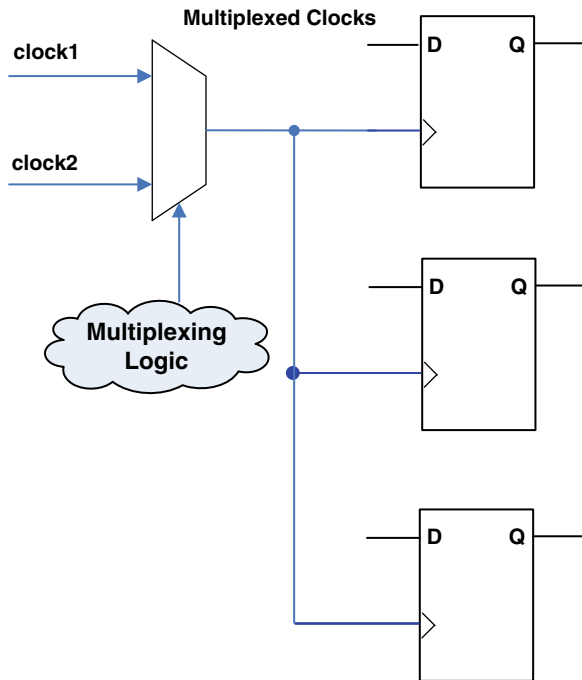 Multiplexed Clocks
clock1
D Q
clock2
D Q
Multiplexing
Logic
D Q